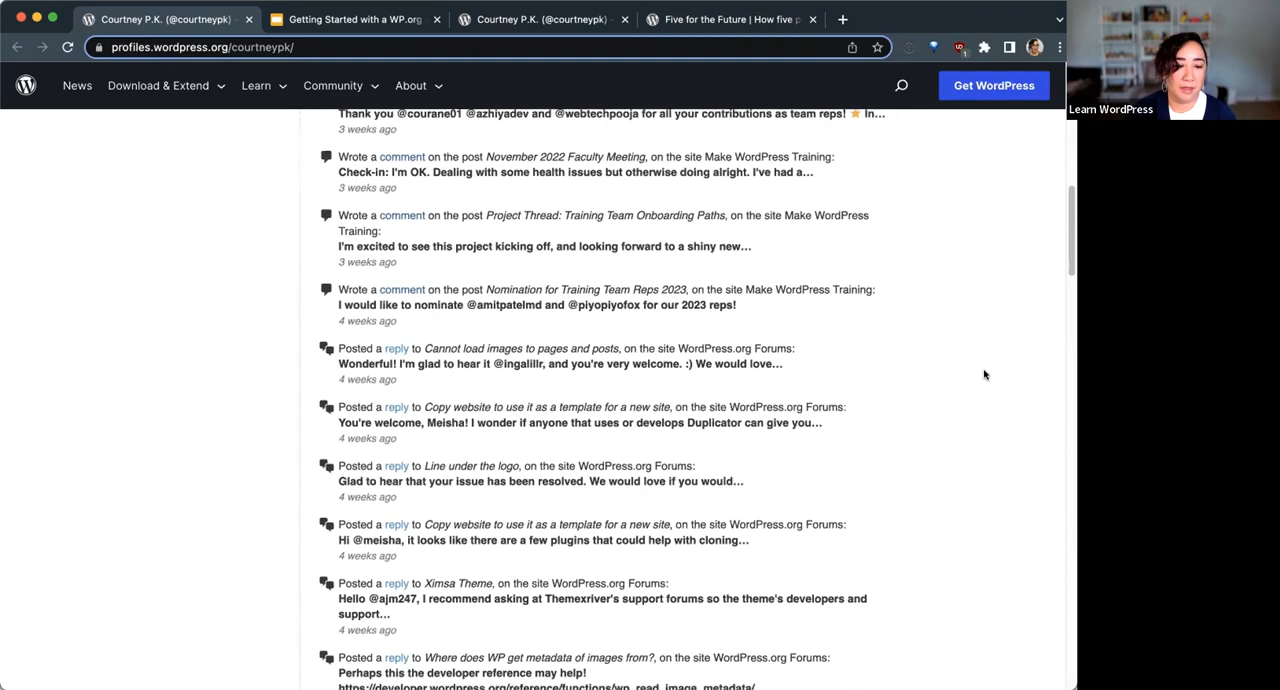 Courtney P.K. (@courtneypk)
Getting Started with a WP.org
Courtney P.K. (@courtneypk)
Five for the Future | How five p
profiles.wordpress.org/courtneypk/
News
Download & Extend
Learn
Community
About
Get WordPress
Learn WordPress
Thank you @courane01 @azhiyadev and @webtechpooja for all your contributions as team reps! ⭐ In…
3 weeks ago
Wrote a comment on the post November 2022 Faculty Meeting, on the site Make WordPress Training:
Check-in: I'm OK. Dealing with some health issues but otherwise doing alright. I've had a…
3 weeks ago
Wrote a comment on the post Project Thread: Training Team Onboarding Paths, on the site Make WordPress
Training:
I'm excited to see this project kicking off, and looking forward to a shiny new…
3 weeks ago
Wrote a comment on the post Nomination for Training Team Reps 2023, on the site Make WordPress Training:
I would like to nominate @amitpatelmd and @piyopiyofox for our 2023 reps!
4 weeks ago
Posted a reply to Cannot load images to pages and posts, on the site WordPress.org Forums:
Wonderful! I'm glad to hear it @ingalillr, and you're very welcome. :) We would love…
4 weeks ago
Posted a reply to Copy website to use it as a template for a new site, on the site WordPress.org Forums:
You're welcome, Meisha! I wonder if anyone that uses or develops Duplicator can give you…
4 weeks ago
Posted a reply to Line under the logo, on the site WordPress.org Forums:
Glad to hear that your issue has been resolved. We would love if you would…
4 weeks ago
Posted a reply to Copy website to use it as a template for a new site, on the site WordPress.org Forums:
Hi @meisha, it looks like there are a few plugins that could help with cloning…
4 weeks ago
Posted a reply to Ximsa Theme, on the site WordPress.org Forums:
Hello @ajm247, I recommend asking at Themexriver's support forums so the theme's developers and
support…
4 weeks ago
Posted a reply to Where does WP get metadata of images from?, on the site WordPress.org Forums:
Perhaps this the developer reference may help!
https://developer.wordpress.org/reference/functions/wp_read_image_metadata/